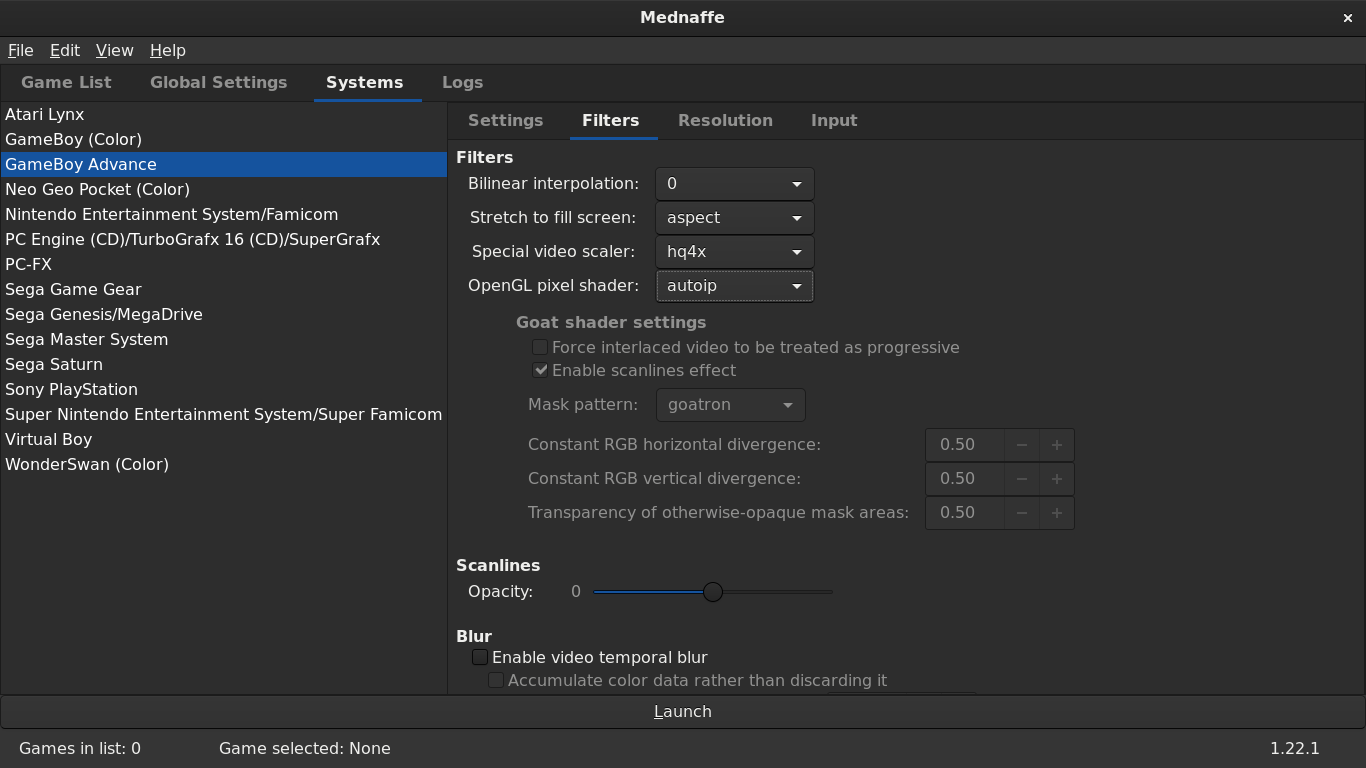 Mednaffe
File Edit View Help
Game List Global Settings Systems Logs
Atari Lynx
GameBoy (Color)
GameBoy Advance
Neo Geo Pocket (Color)
Nintendo Entertainment System/Famicom
PC Engine (CD)/TurboGrafx 16 (CD)/SuperGrafx
PC-FX
Sega Game Gear
Sega Genesis/MegaDrive
Sega Master System
Sega Saturn
Sony PlayStation
Super Nintendo Entertainment System/Super Famicom
Virtual Boy
WonderSwan (Color)
Settings Filters Resolution Input
Filters
Bilinear interpolation: 0
Stretch to fill screen: aspect
Special video scaler: hq4x
OpenGL pixel shader: autoip
Goat shader settings
Force interlaced video to be treated as progressive
Enable scanlines effect
Mask pattern: goatron
Constant RGB horizontal divergence: 0.50 − +
Constant RGB vertical divergence: 0.50 − +
Transparency of otherwise-opaque mask areas: 0.50 − +
Scanlines
Opacity: 0
Blur
Enable video temporal blur
Accumulate color data rather than discarding it
Launch
Games in list: 0 Game selected: None 1.22.1